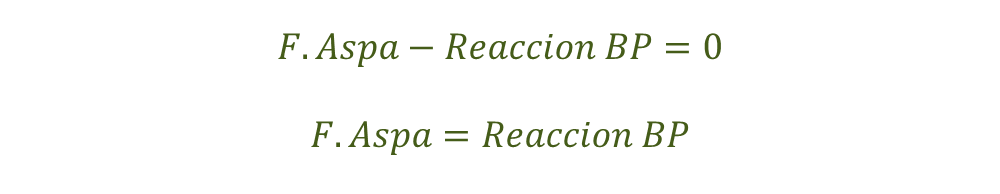 F. Aspa − Reaccion BP = 0
F. Aspa = Reaccion BP